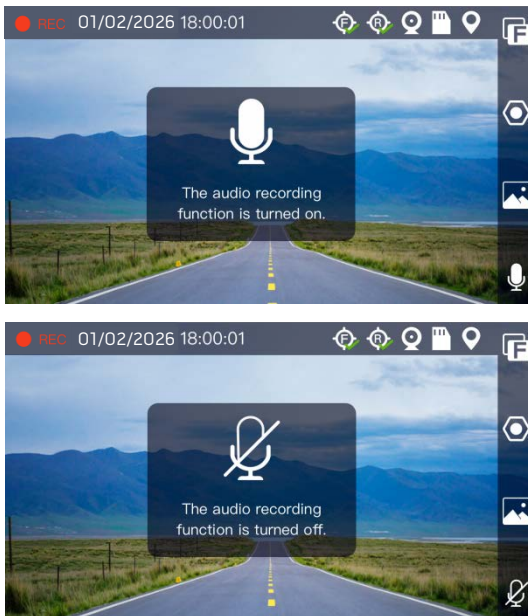 REC 01/02/2026 18:00:01 F R F
The audio recording
function is turned on.
REC 01/02/2026 18:00:01 F R F
The audio recording
function is turned off.